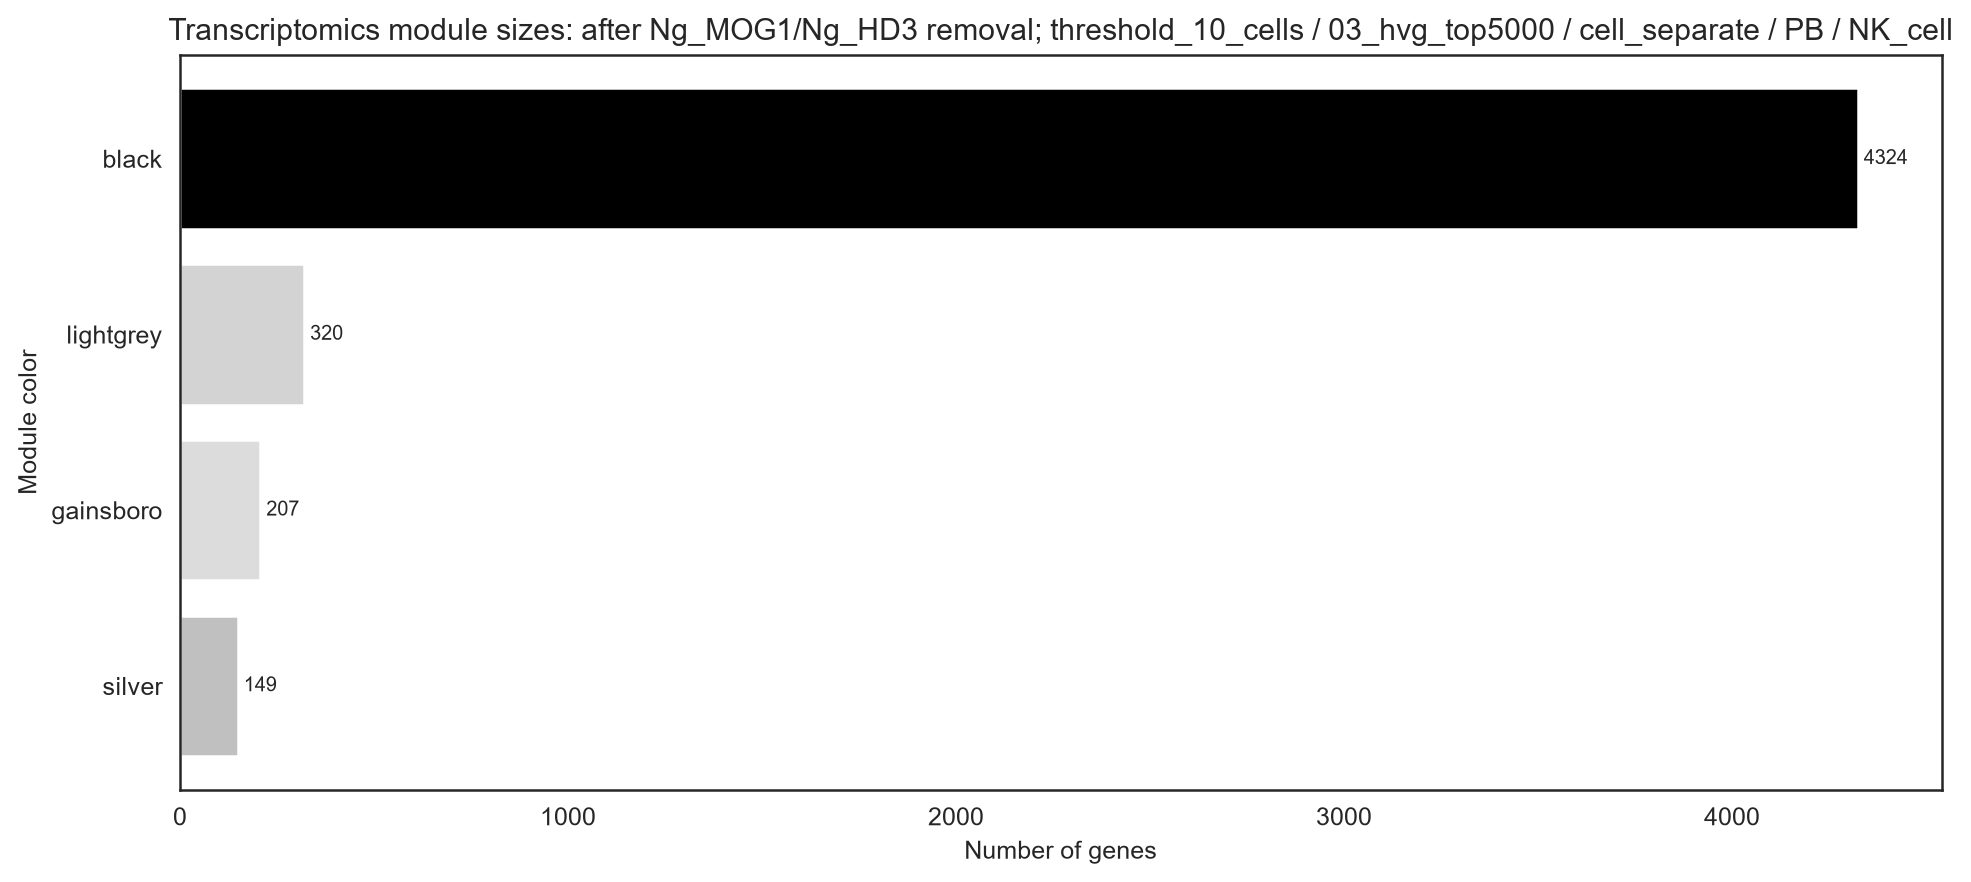 Transcriptomics module sizes: after Ng_MOG1/Ng_HD3 removal; threshold_10_cells / 03_hvg_top5000 / cell_separate / PB / NK_cell
black
4324
lightgrey
320
gainsboro
207
silver
149
Module color
0 1000 2000 3000 4000
Number of genes